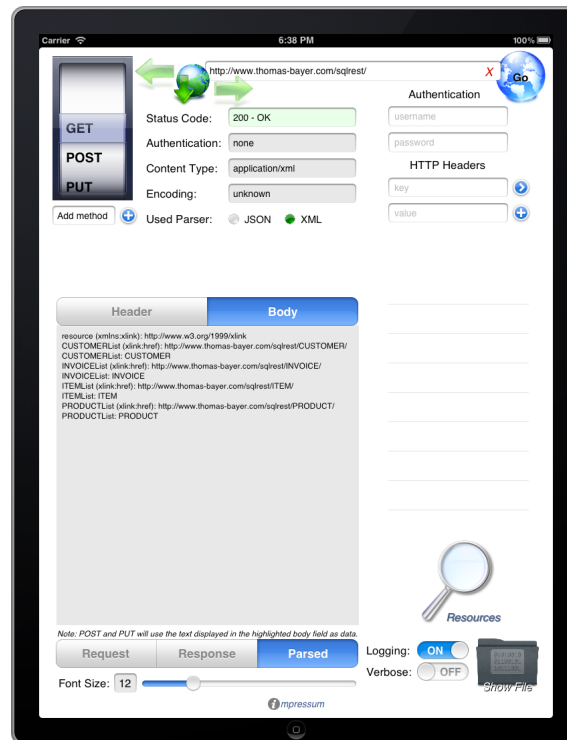 Carrier 6:38 PM 100%
http://www.thomas-bayer.com/sqlrest/ X Go
GET
POST
PUT
Add method
Status Code: 200 - OK
Authentication: none
Content Type: application/xml
Encoding: unknown
Used Parser: JSON XML
Authentication
username
password
HTTP Headers
key
value
Header Body
resource (xmlns:xlink): http://www.w3.org/1999/xlink
CUSTOMERList (xlink:href): http://www.thomas-bayer.com/sqlrest/CUSTOMER/
CUSTOMERList: CUSTOMER
INVOICEList (xlink:href): http://www.thomas-bayer.com/sqlrest/INVOICE/
INVOICEList: INVOICE
ITEMList (xlink:href): http://www.thomas-bayer.com/sqlrest/ITEM/
ITEMList: ITEM
PRODUCTList (xlink:href): http://www.thomas-bayer.com/sqlrest/PRODUCT/
PRODUCTList: PRODUCT
Resources
Note: POST and PUT will use the text displayed in the highlighted body field as data.
Request Response Parsed
Font Size: 12
Logging: ON
Verbose: OFF
Show File
impressum